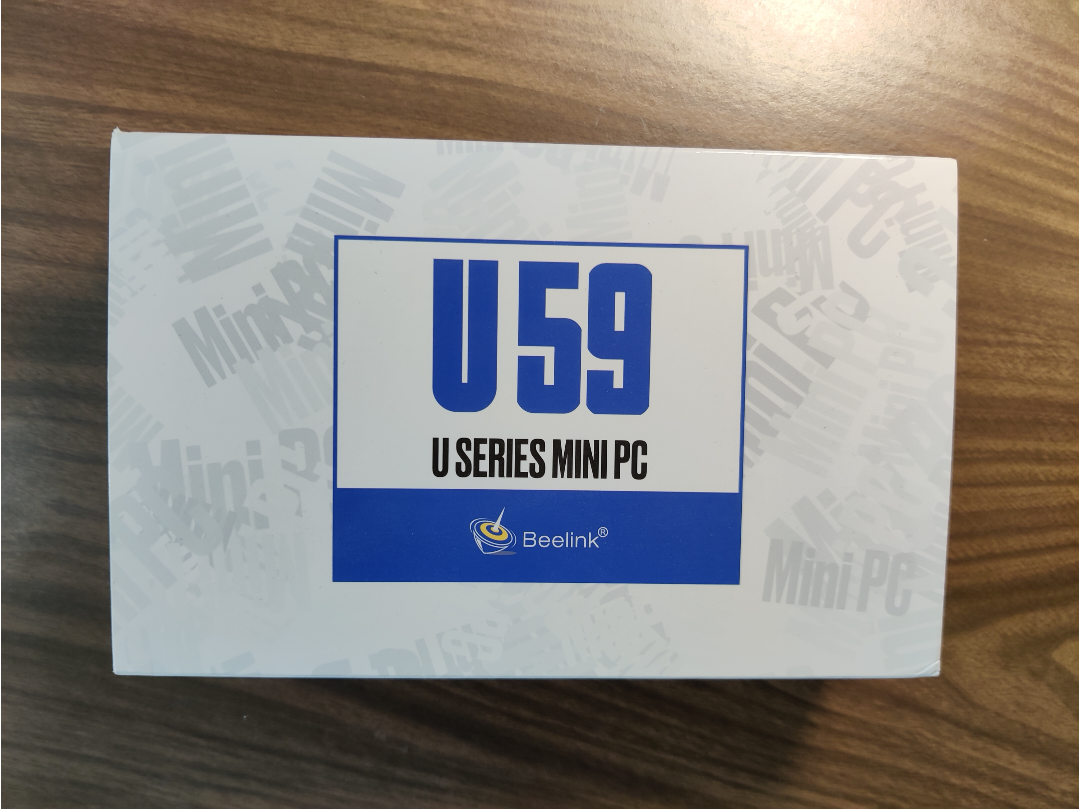 U59
U SERIES MINI PC
Beelink®
Mini PC